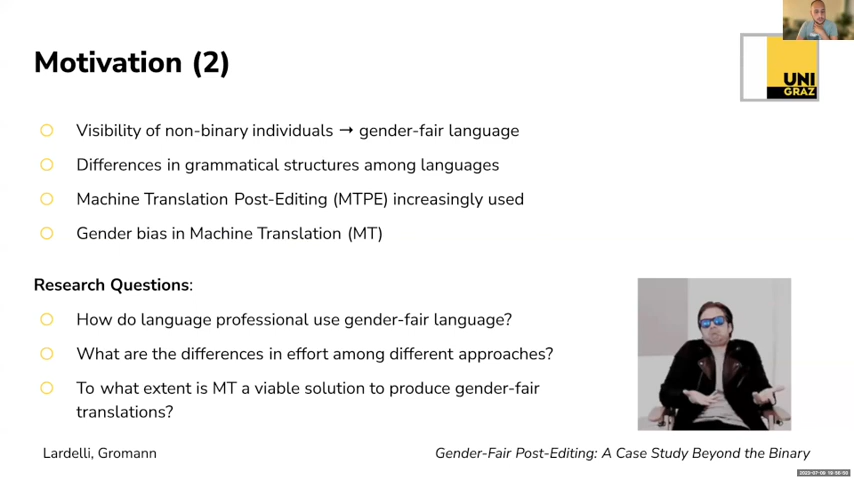 Motivation (2)
UNI
GRAZ
Visibility of non-binary individuals → gender-fair language
Differences in grammatical structures among languages
Machine Translation Post-Editing (MTPE) increasingly used
Gender bias in Machine Translation (MT)
Research Questions:
How do language professional use gender-fair language?
What are the differences in effort among different approaches?
To what extent is MT a viable solution to produce gender-fair
translations?
Lardelli, Gromann
Gender-Fair Post-Editing: A Case Study Beyond the Binary